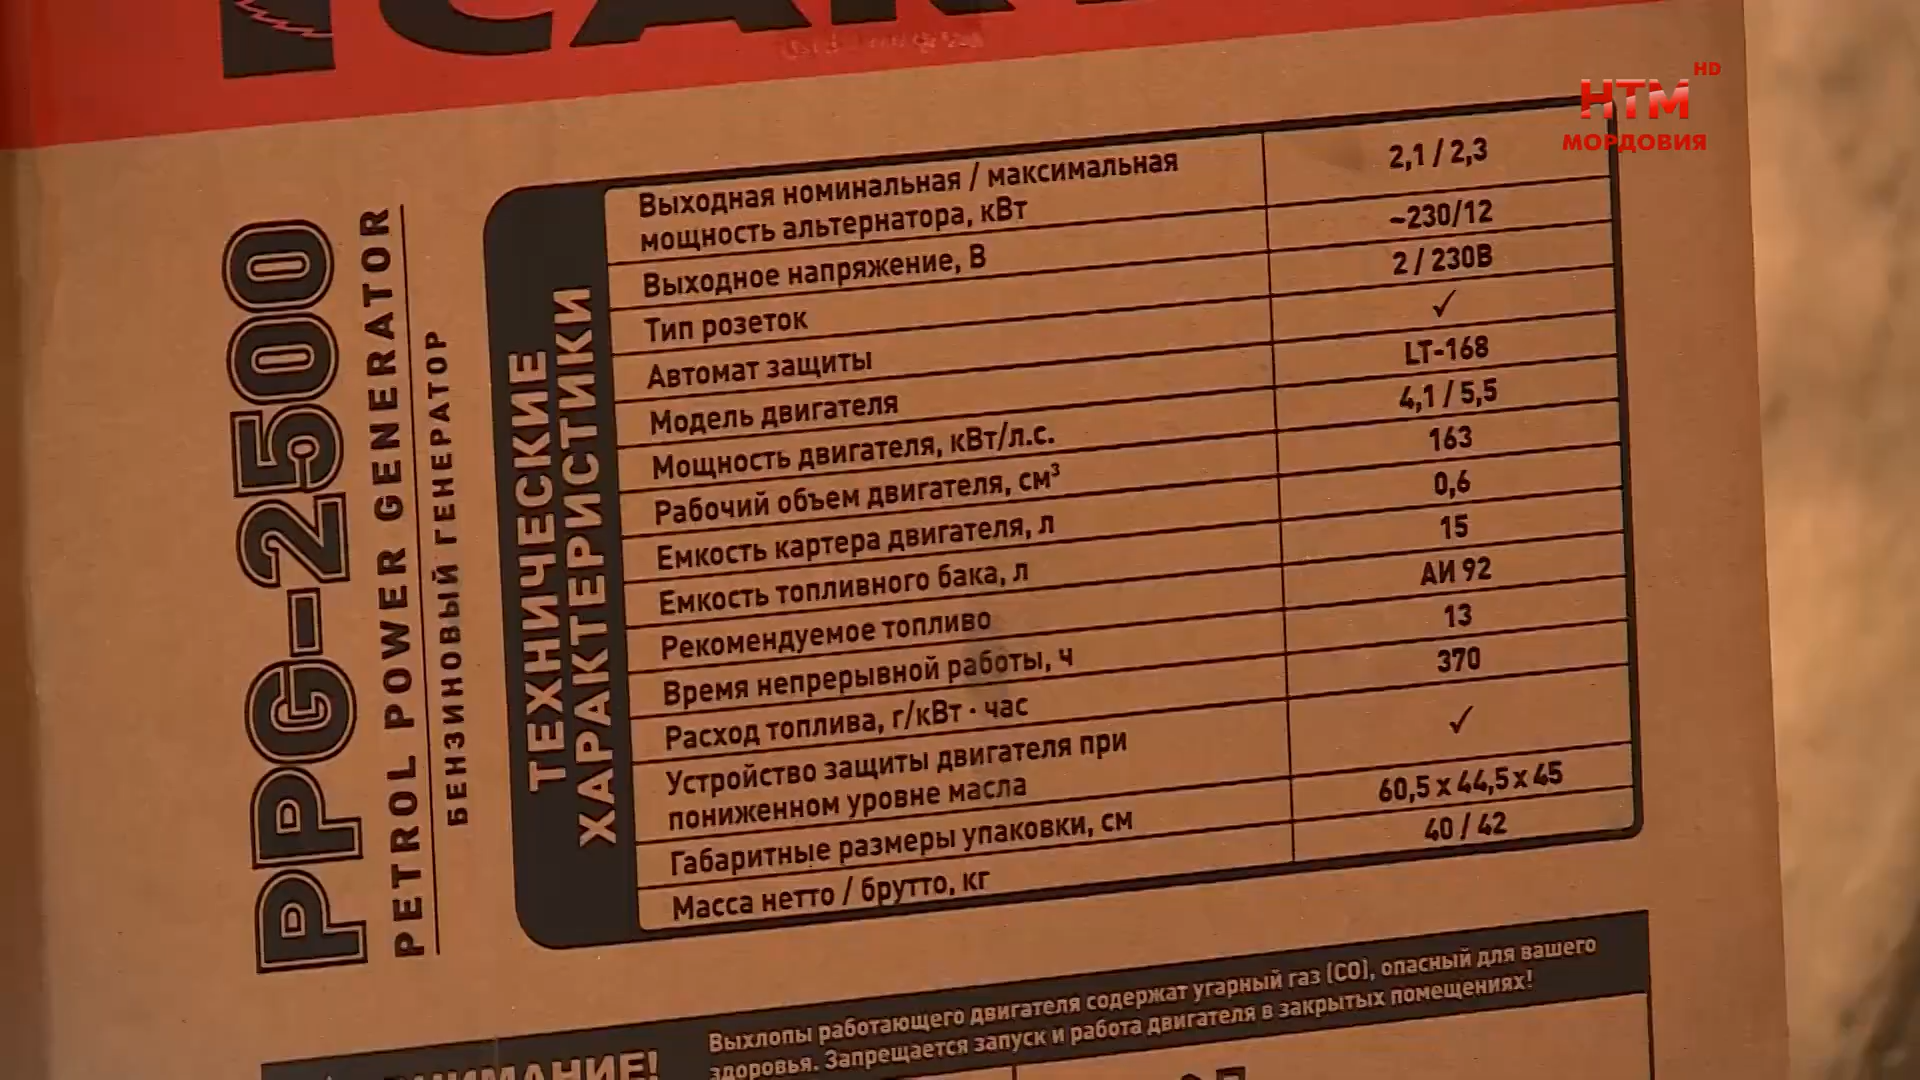 HD
НТМ
МОРДОВИЯ
PPG-2500
PETROL POWER GENERATOR
БЕНЗИНОВЫЙ ГЕНЕРАТОР
ТЕХНИЧЕСКИЕ
ХАРАКТЕРИСТИКИ
Выходная номинальная / максимальная
мощность альтернатора, кВт 2,1 / 2,3
Выходное напряжение, В ~230/12
Тип розеток 2 / 230В
Автомат защиты ✓
Модель двигателя LT-168
Мощность двигателя, кВт/л.с. 4,1 / 5,5
Рабочий объем двигателя, см³ 163
Емкость картера двигателя, л 0,6
Емкость топливного бака, л 15
Рекомендуемое топливо АИ 92
Время непрерывной работы, ч 13
Расход топлива, г/кВт · час 370
Устройство защиты двигателя при
пониженном уровне масла ✓
Габаритные размеры упаковки, см 60,5 x 44,5 x 45
Масса нетто / брутто, кг 40 / 42
ВНИМАНИЕ!
Выхлопы работающего двигателя содержат угарный газ (CO), опасный для вашего
здоровья. Запрещается запуск и работа двигателя в закрытых помещениях!